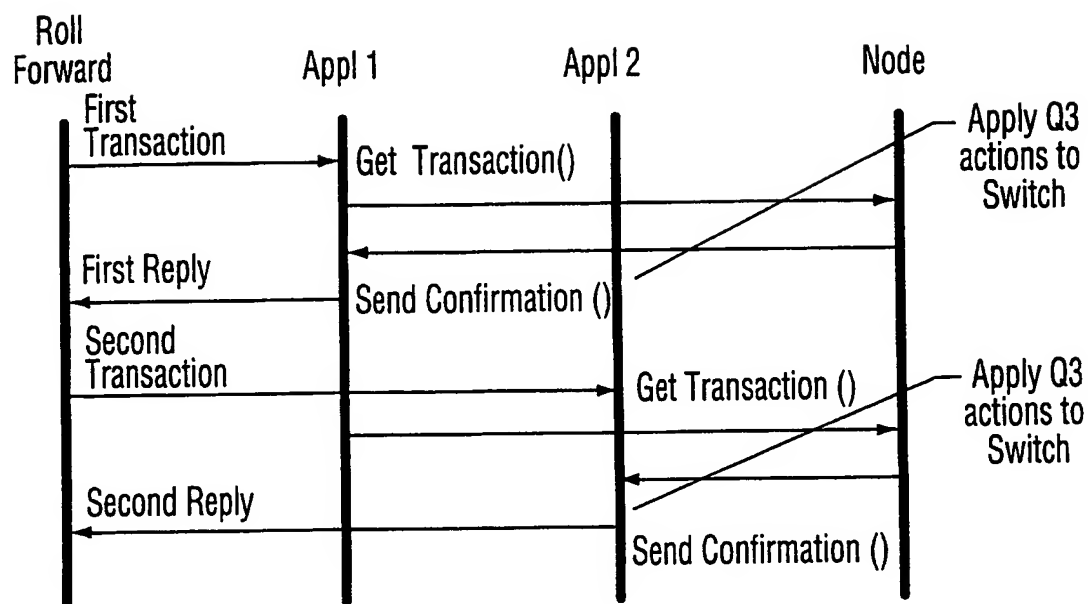 Roll
Forward
Appl 1
Appl 2
Node
First
Transaction
Get Transaction()
Apply Q3
actions to
Switch
First Reply
Send Confirmation ()
Second
Transaction
Get Transaction ()
Apply Q3
actions to
Switch
Second Reply
Send Confirmation ()